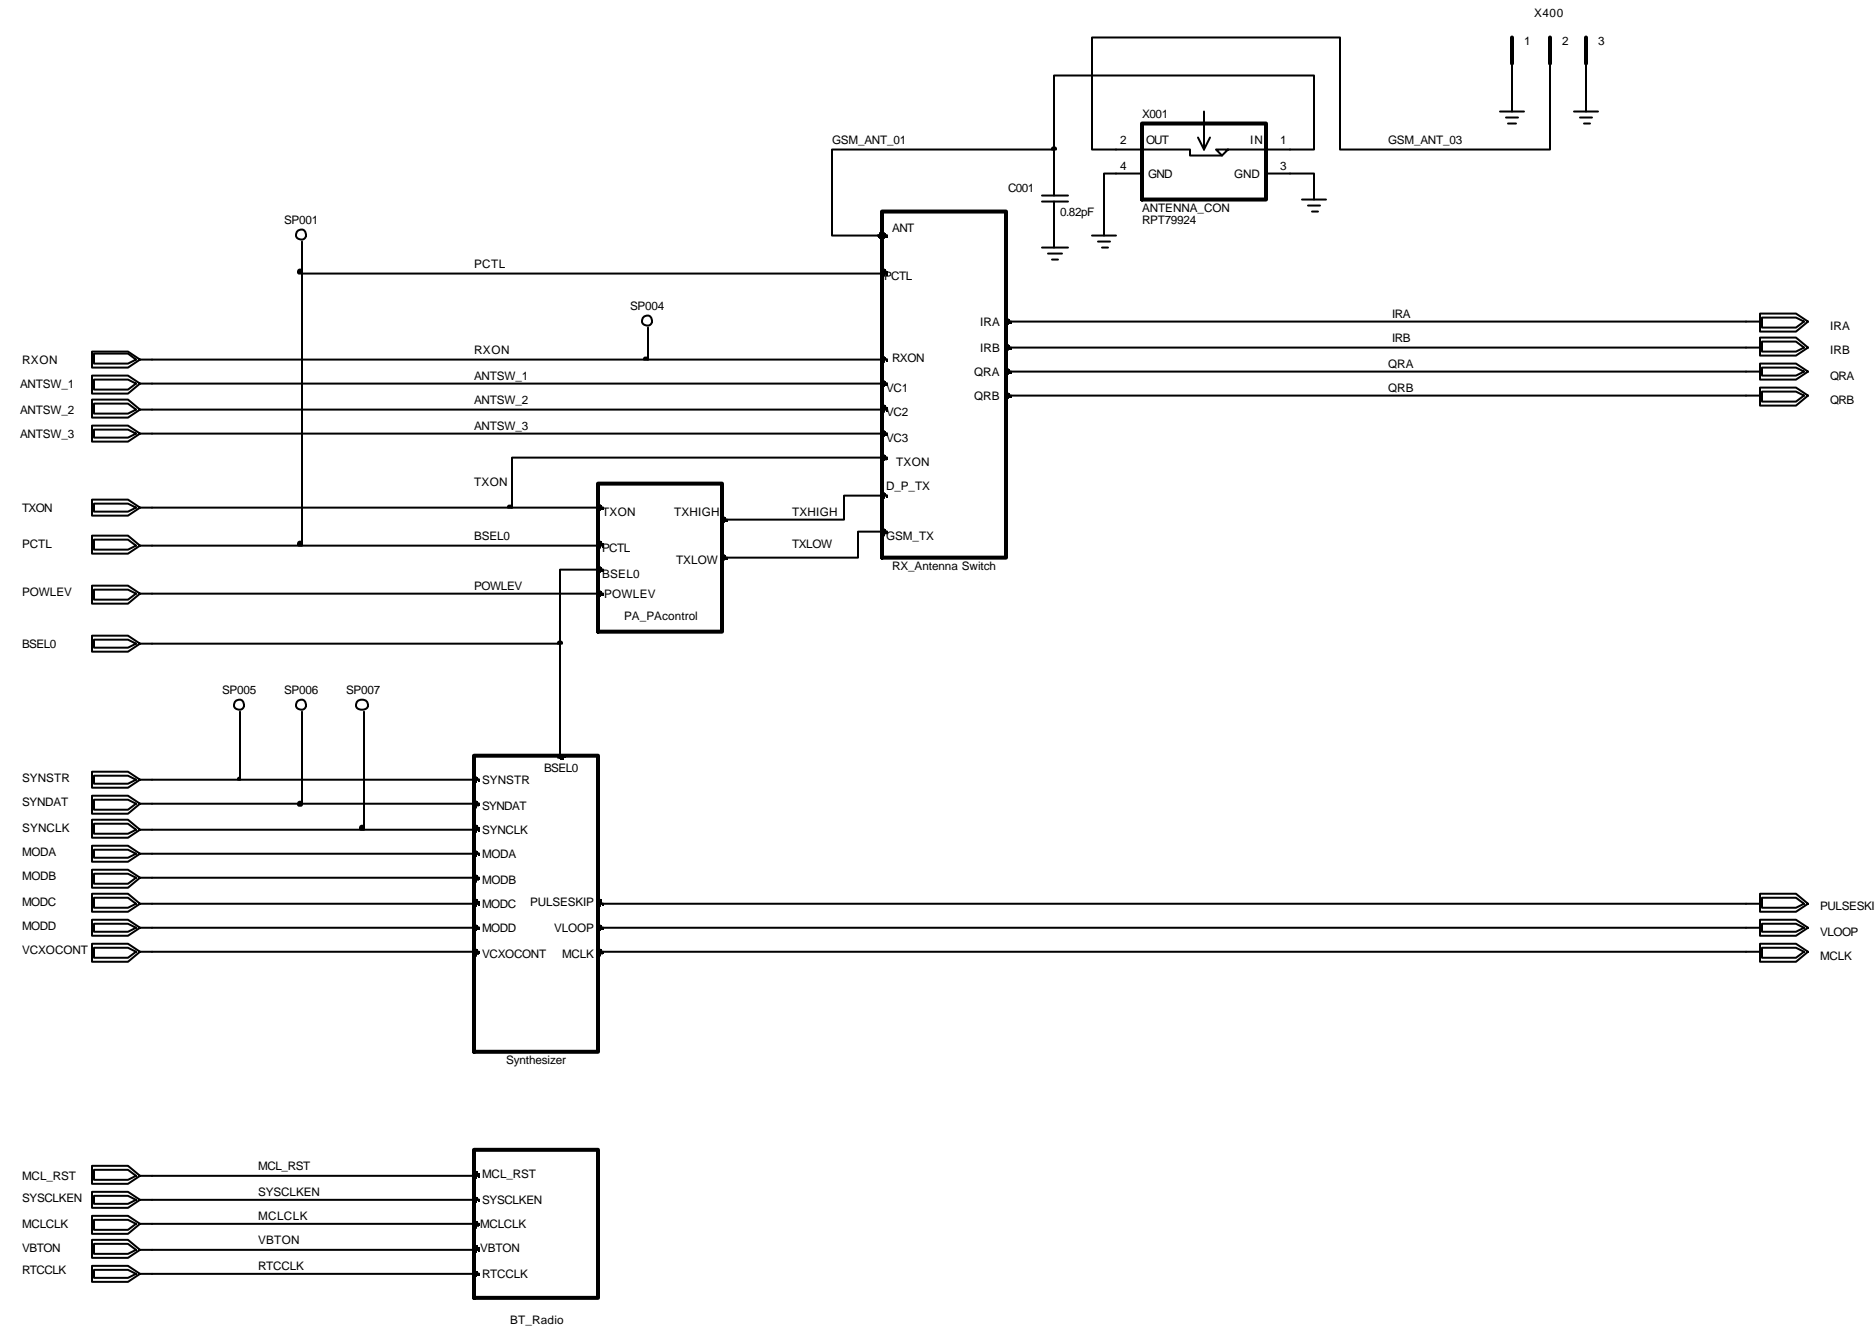 X400
1 2 3
X001
GSM_ANT_01
2 OUT IN 1
GSM_ANT_03
4 GND GND 3
C001
0.82pF
ANTENNA_CON
RPT79924
SP001
ANT
PCTL
PCTL
SP004
IRA IRA IRA
IRB IRB IRB
QRA QRA QRA
QRB QRB QRB
RXON RXON RXON
ANTSW_1 ANTSW_1 VC1
ANTSW_2 ANTSW_2 VC2
ANTSW_3 ANTSW_3 VC3
TXON
TXON
D_P_TX
TXON TXON TXHIGH TXHIGH
GSM_TX
PCTL BSEL0 PCTL
TXLOW TXLOW
RX_Antenna Switch
BSEL0
POWLEV POWLEV POWLEV
PA_PAcontrol
BSEL0
SP005 SP006 SP007
BSEL0
SYNSTR SYNSTR
SYNDAT SYNDAT
SYNCLK SYNCLK
MODA MODA
MODB MODB
MODC MODC PULSESKIP PULSESKI
MODD MODD VLOOP VLOOP
VCXOCONT VCXOCONT MCLK MCLK
Synthesizer
MCL_RST MCL_RST MCL_RST
SYSCLKEN SYSCLKEN SYSCLKEN
MCLCLK MCLCLK MCLCLK
VBTON VBTON VBTON
RTCCLK RTCCLK RTCCLK
BT_Radio